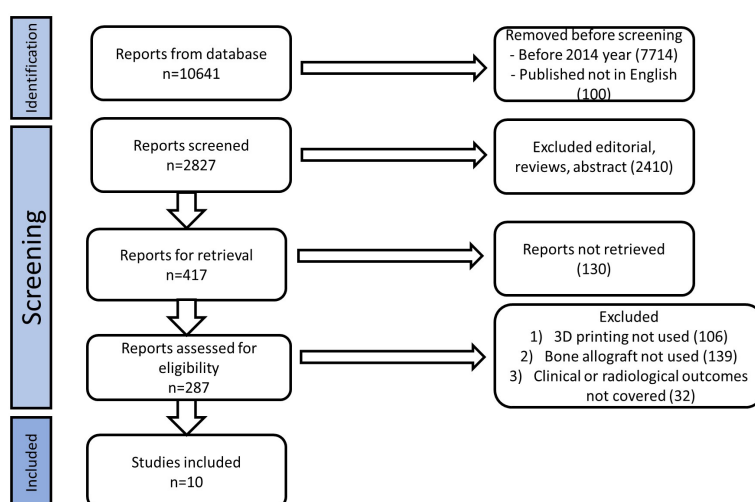 Identification
Reports from database
n=10641
Removed before screening
- Before 2014 year (7714)
- Published not in English
(100)
Screening
Reports screened
n=2827
Excluded editorial,
reviews, abstract (2410)
Reports for retrieval
n=417
Reports not retrieved
(130)
Reports assessed for
eligibility
n=287
Excluded
1) 3D printing not used (106)
2) Bone allograft not used (139)
3) Clinical or radiological outcomes
not covered (32)
Included
Studies included
n=10